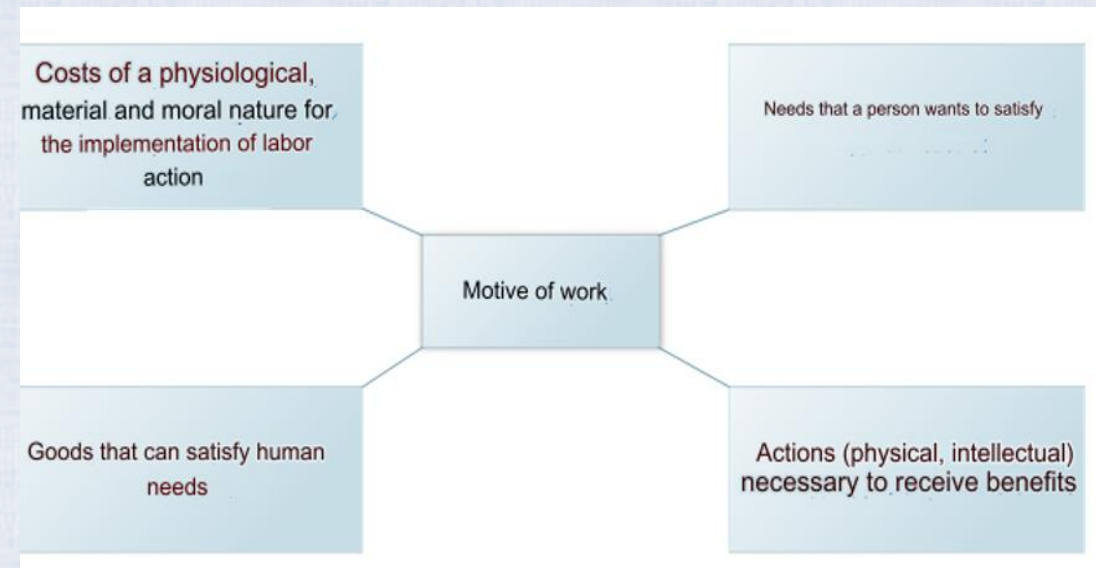 Costs of a physiological,
material and moral nature for
the implementation of labor
action
Needs that a person wants to satisfy
Motive of work
Goods that can satisfy human
needs
Actions (physical, intellectual)
necessary to receive benefits